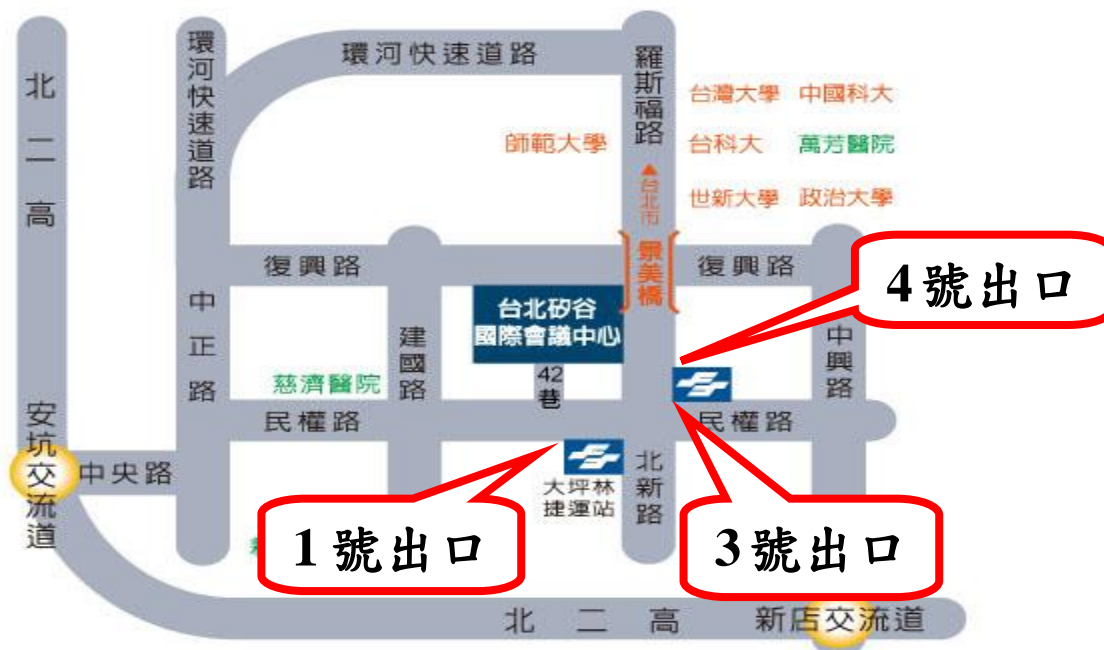 北二高
環河快速道路
環河快速道路
羅斯福路
台灣大學 中國科大
師範大學
台科大 萬芳醫院
▲台北市
世新大學 政治大學
復興路
景美橋
復興路
4號出口
台北矽谷
國際會議中心
中正路
建國路
中興路
42
巷
慈濟醫院
民權路
民權路
安坑交流道
中央路
大坪林
捷運站
北新路
1號出口
3號出口
北二高
新店交流道